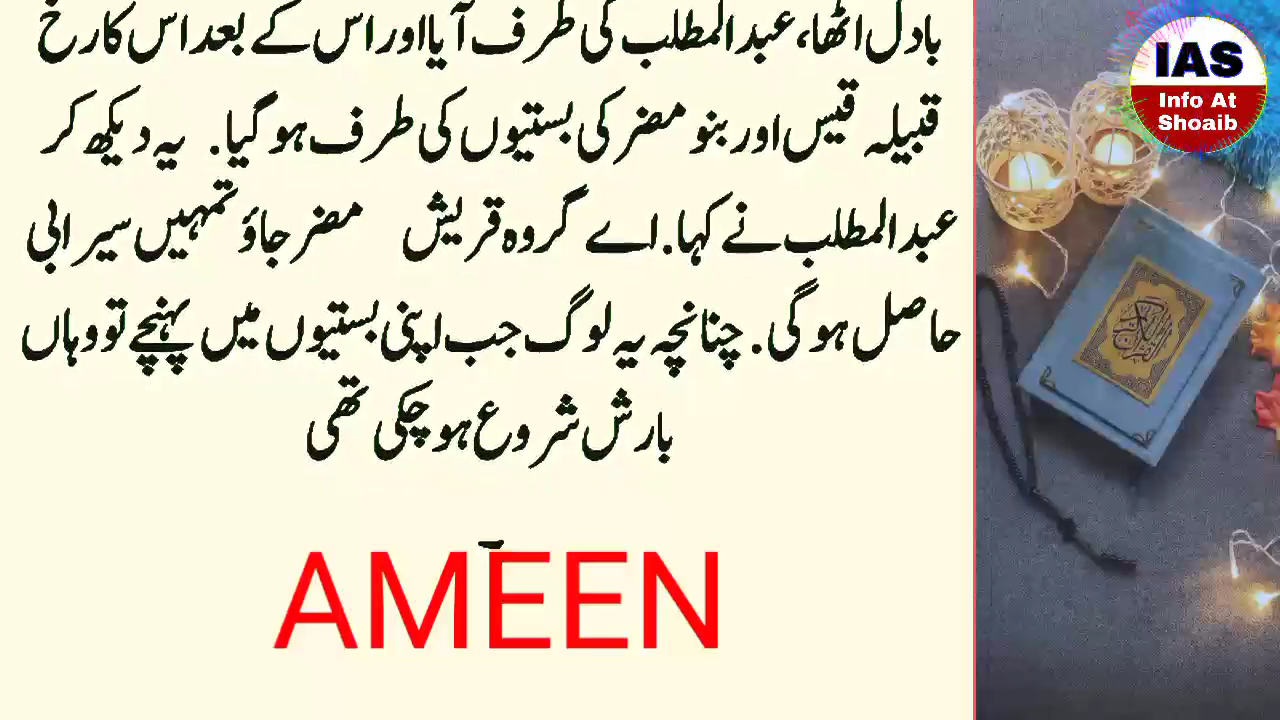 بادل اٹھا، عبدالمطلب کی طرف آیا اور اس کے بعد اس کا رخ
قبیلہ قیس اور بنو مضر کی بستیوں کی طرف ہو گیا. یہ دیکھ کر
عبدالمطلب نے کہا. اے گروہ قریش مضر جاؤ تمہیں سیرابی
حاصل ہو گی. چنانچہ یہ لوگ جب اپنی بستیوں میں پہنچے تو وہاں
بارش شروع ہو چکی تھی
AMEEN
IAS
Info At
Shoaib